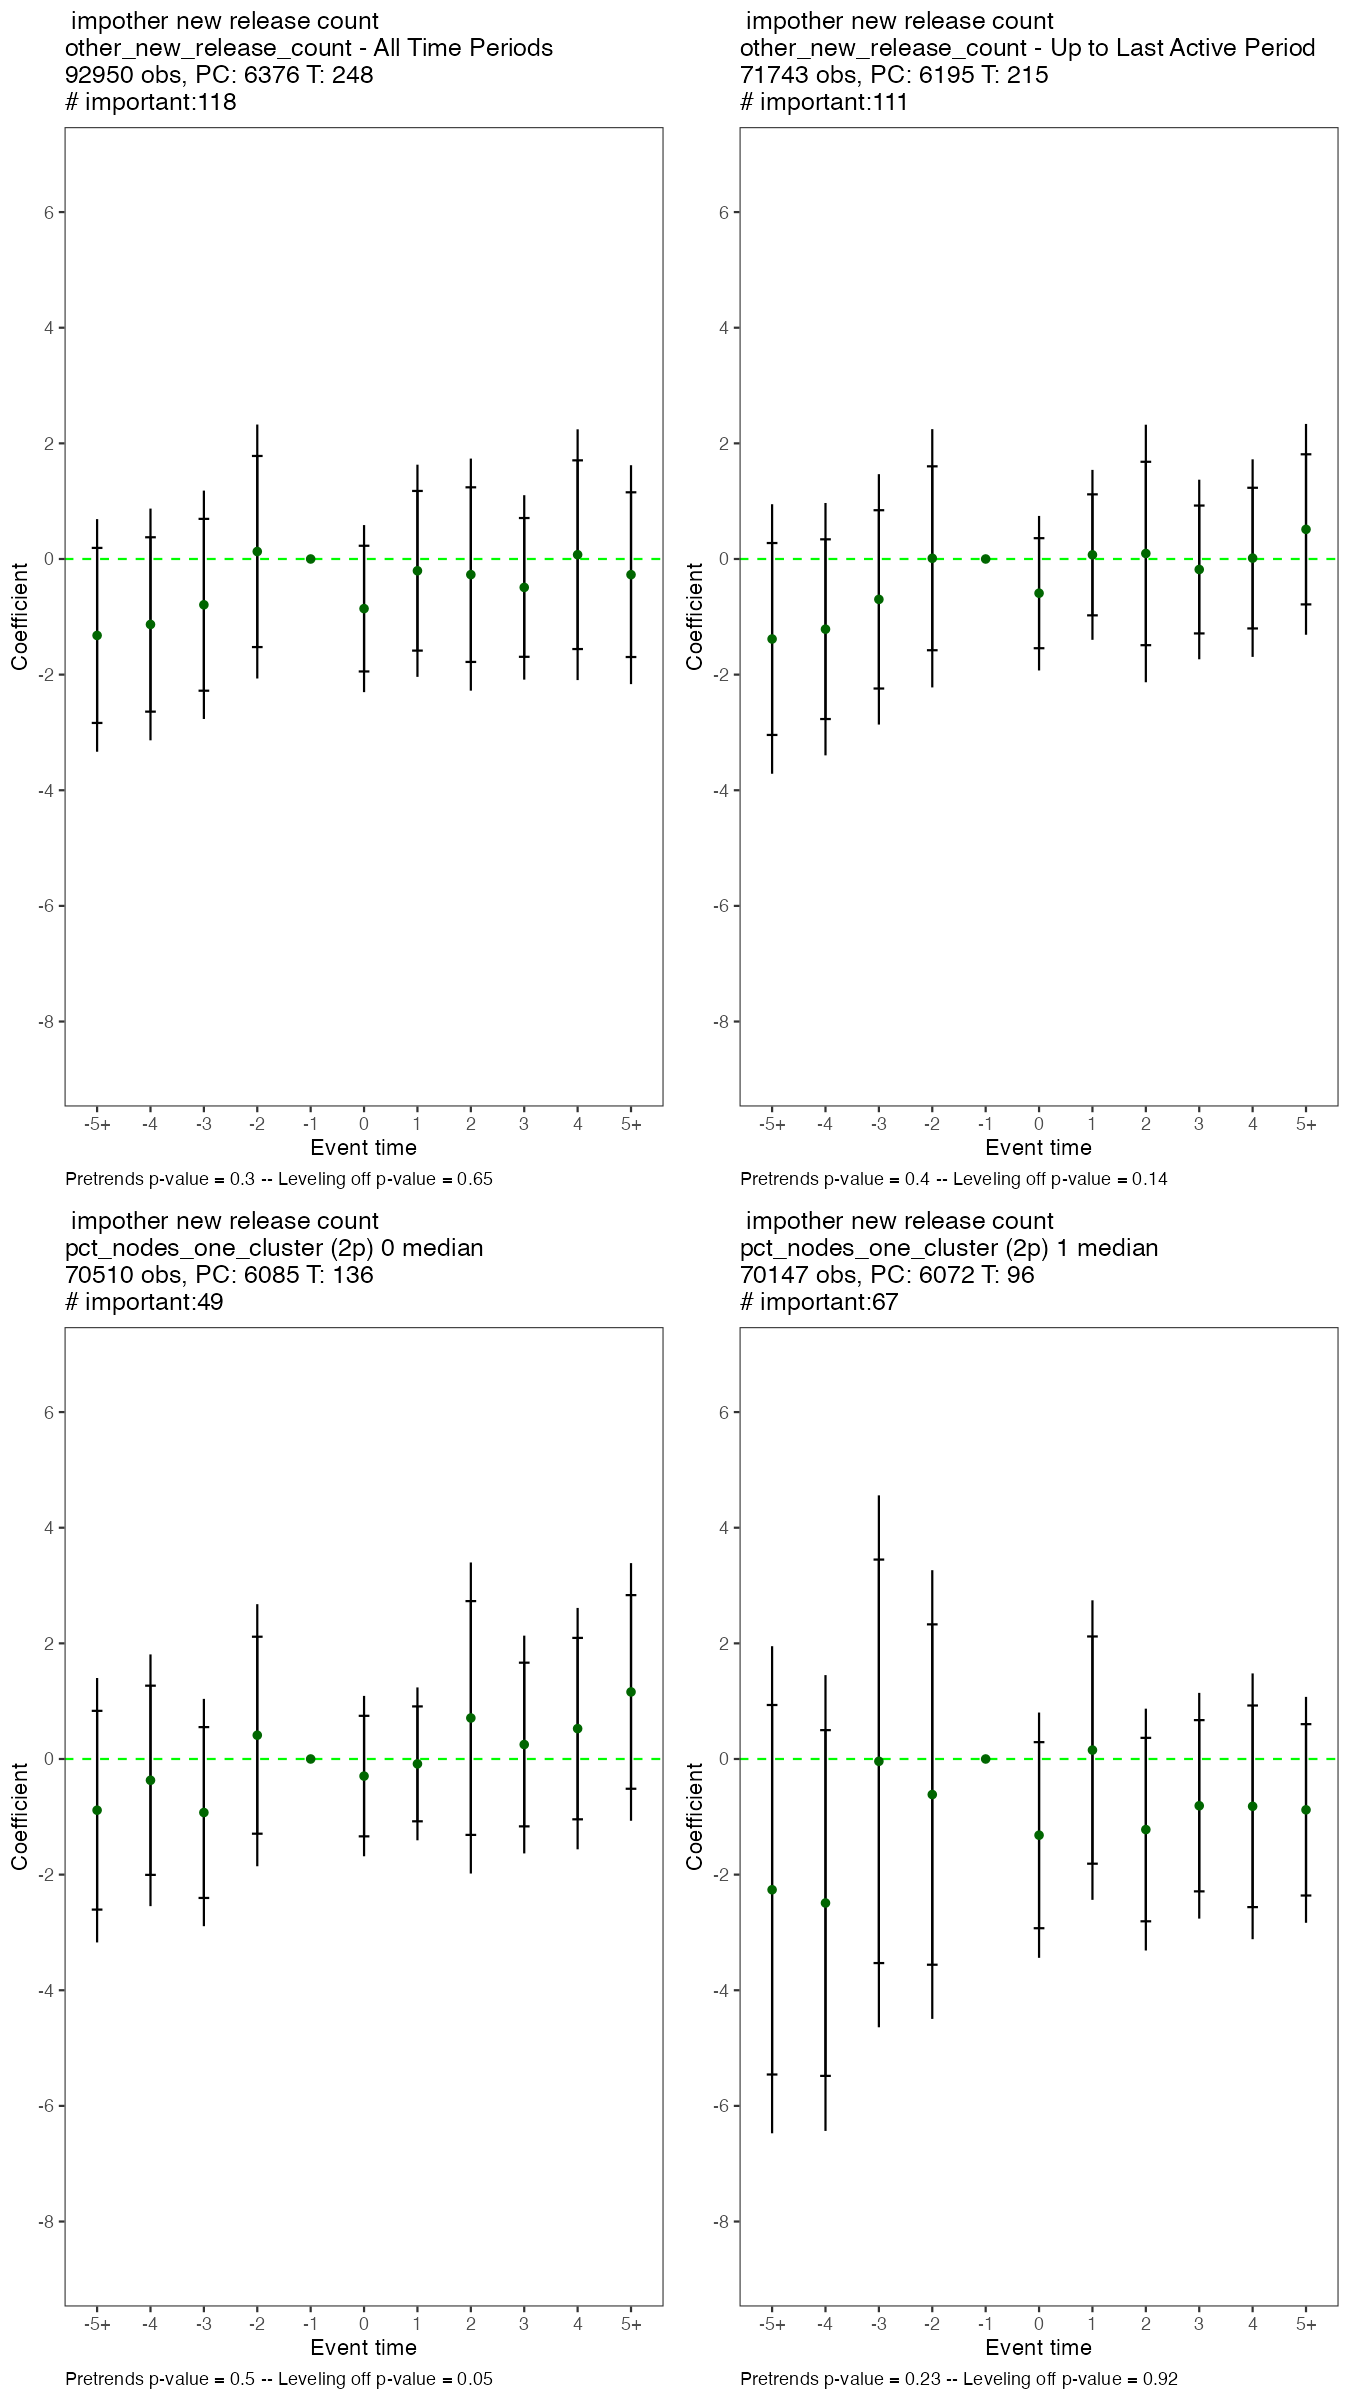 impother new release count
other_new_release_count - All Time Periods
92950 obs, PC: 6376 T: 248
# important:118
6
4
2
0
-2
-4
-6
-8
Coefficient
-5+ -4 -3 -2 -1 0 1 2 3 4 5+
Event time
Pretrends p-value = 0.3 -- Leveling off p-value = 0.65
impother new release count
other_new_release_count - Up to Last Active Period
71743 obs, PC: 6195 T: 215
# important:111
6
4
2
0
-2
-4
-6
-8
Coefficient
-5+ -4 -3 -2 -1 0 1 2 3 4 5+
Event time
Pretrends p-value = 0.4 -- Leveling off p-value = 0.14
impother new release count
pct_nodes_one_cluster (2p) 0 median
70510 obs, PC: 6085 T: 136
# important:49
6
4
2
0
-2
-4
-6
-8
Coefficient
-5+ -4 -3 -2 -1 0 1 2 3 4 5+
Event time
Pretrends p-value = 0.5 -- Leveling off p-value = 0.05
impother new release count
pct_nodes_one_cluster (2p) 1 median
70147 obs, PC: 6072 T: 96
# important:67
6
4
2
0
-2
-4
-6
-8
Coefficient
-5+ -4 -3 -2 -1 0 1 2 3 4 5+
Event time
Pretrends p-value = 0.23 -- Leveling off p-value = 0.92